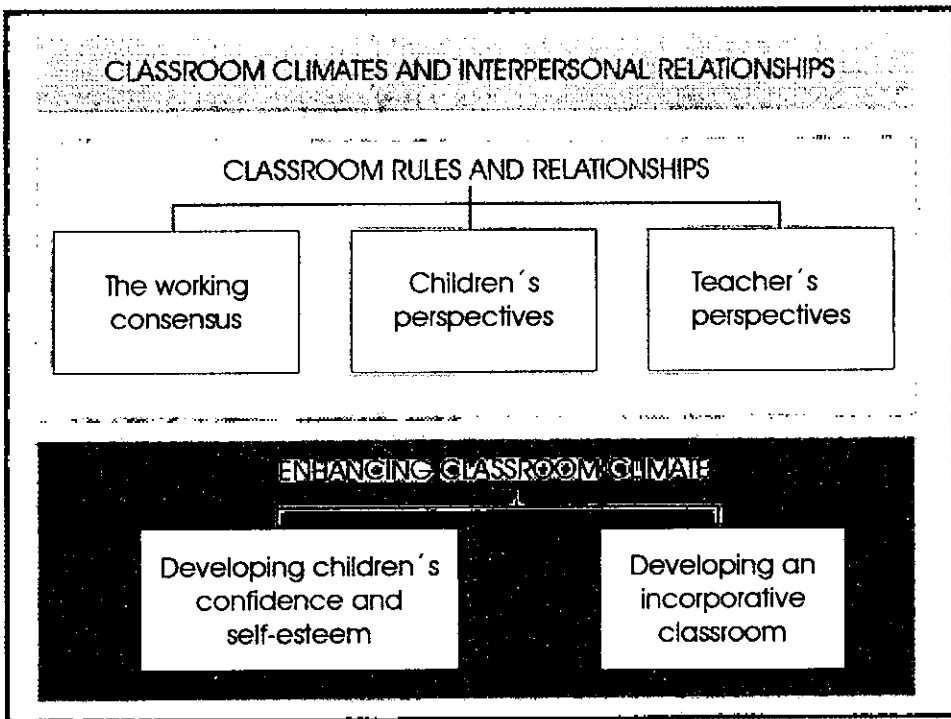 CLASSROOM CLIMATES AND INTERPERSONAL RELATIONSHIPS
CLASSROOM RULES AND RELATIONSHIPS
The working
consensus
Children´s
perspectives
Teacher´s
perspectives
ENHANCING CLASSROOM CLIMATE
Developing children´s
confidence and
self-esteem
Developing an
incorporative
classroom